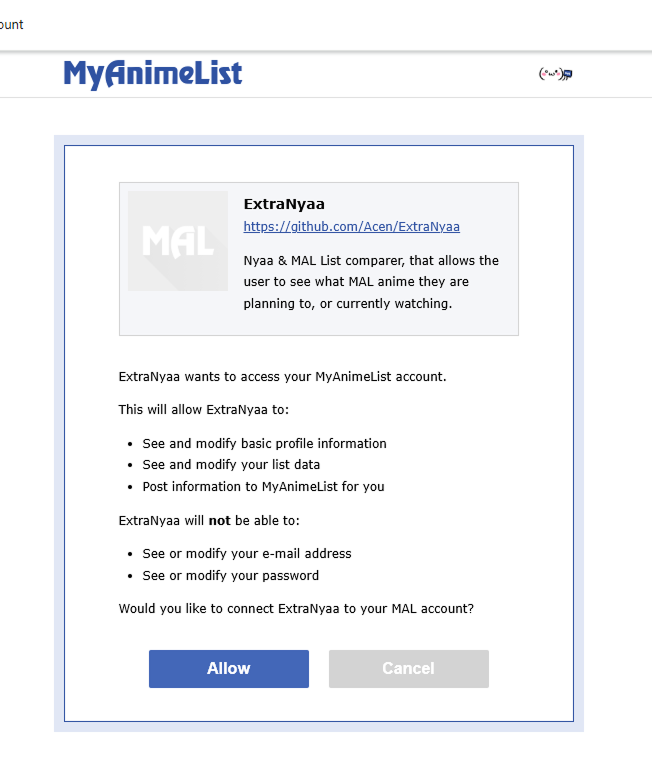 ount
MyAnimeList
MAL
ExtraNyaa
https://github.com/Acen/ExtraNyaa
Nyaa & MAL List comparer, that allows the
user to see what MAL anime they are
planning to, or currently watching.
ExtraNyaa wants to access your MyAnimeList account.
This will allow ExtraNyaa to:
• See and modify basic profile information
• See and modify your list data
• Post information to MyAnimeList for you
ExtraNyaa will not be able to:
• See or modify your e-mail address
• See or modify your password
Would you like to connect ExtraNyaa to your MAL account?
Allow Cancel